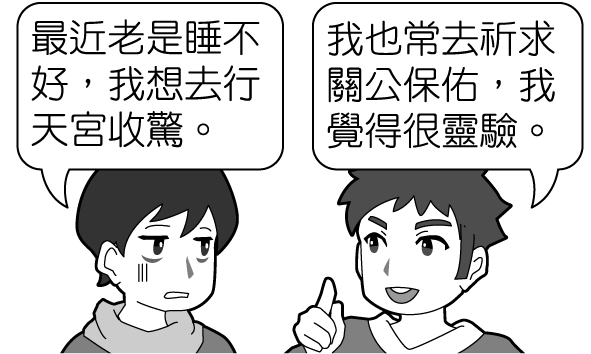 最近老是睡不
好，我想去行
天宮收驚。
我也常去祈求
關公保佑，我
覺得很靈驗。